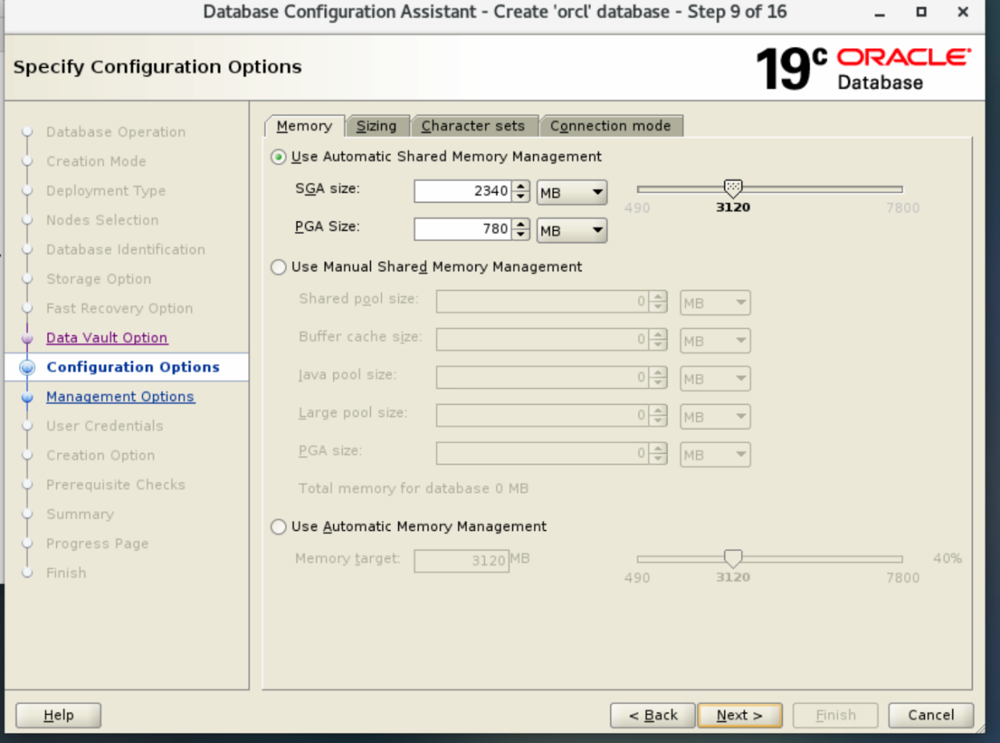 Database Configuration Assistant - Create 'orcl' database - Step 9 of 16
Specify Configuration Options
19c ORACLE Database
Database Operation
Creation Mode
Deployment Type
Nodes Selection
Database Identification
Storage Option
Fast Recovery Option
Data Vault Option
Configuration Options
Management Options
User Credentials
Creation Option
Prerequisite Checks
Summary
Progress Page
Finish
Memory Sizing Character sets Connection mode
Use Automatic Shared Memory Management
SGA size: 2340 MB
490 3120 7800
PGA Size: 780 MB
Use Manual Shared Memory Management
Shared pool size: 0 MB
Buffer cache size: 0 MB
Java pool size: 0 MB
Large pool size: 0 MB
PGA size: 0 MB
Total memory for database 0 MB
Use Automatic Memory Management
Memory target: 3120 MB 40%
490 3120 7800
Help < Back Next > Finish Cancel